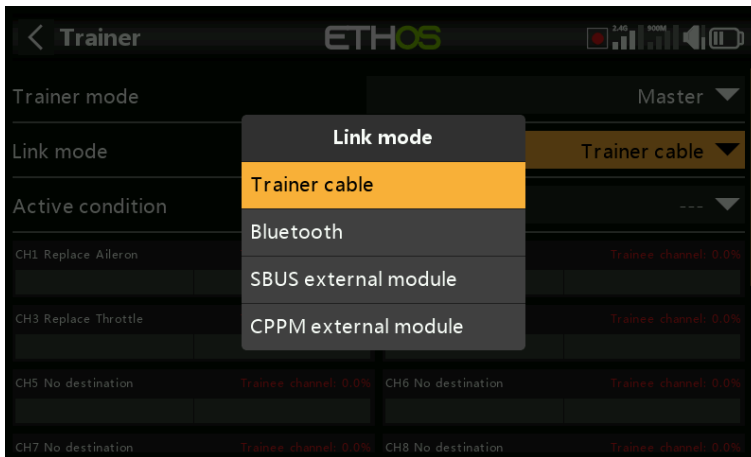 Trainer
ETHOS
2.4G
900M
Trainer mode
Master
Link mode
Trainer cable
Active condition
---
Link mode
Trainer cable
Bluetooth
SBUS external module
CPPM external module
CH1 Replace Aileron
Trainee channel: 0.0%
CH3 Replace Throttle
Trainee channel: 0.0%
CH5 No destination
Trainee channel: 0.0%
CH6 No destination
Trainee channel: 0.0%
CH7 No destination
Trainee channel: 0.0%
CH8 No destination
Trainee channel: 0.0%